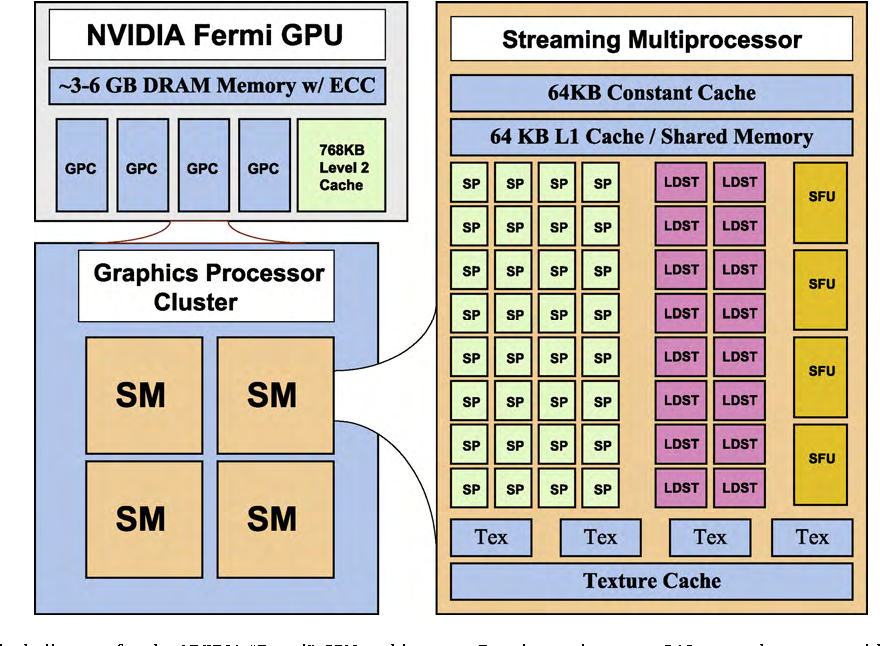 NVIDIA Fermi GPU
~3-6 GB DRAM Memory w/ ECC
GPC GPC GPC GPC
768KB
Level 2
Cache
Graphics Processor
Cluster
SM SM
SM SM
Streaming Multiprocessor
64KB Constant Cache
64 KB L1 Cache / Shared Memory
SP SP SP SP LDST LDST
SFU
SP SP SP SP LDST LDST
SP SP SP SP LDST LDST
SFU
SP SP SP SP LDST LDST
SP SP SP SP LDST LDST
SFU
SP SP SP SP LDST LDST
SP SP SP SP LDST LDST
SFU
SP SP SP SP LDST LDST
Tex Tex Tex Tex
Texture Cache